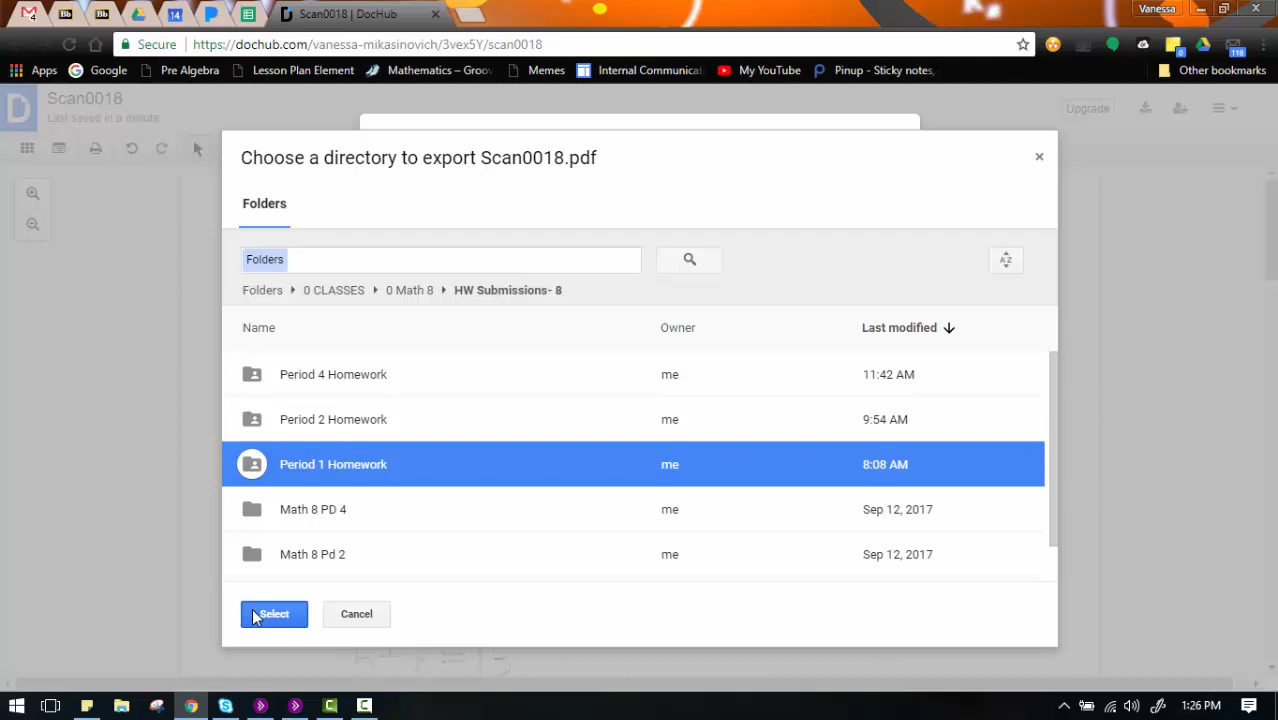 Scan0018 | DocHub
Vanessa
Secure
https://dochub.com/vanessa-mikasinovich/3vex5Y/scan0018
Apps Google Pre Algebra Lesson Plan Element Mathematics – Groov Memes Internal Communicat My YouTube Pinup - Sticky notes, Other bookmarks
Scan0018
Last saved in a minute
Upgrade
Choose a directory to export Scan0018.pdf
Folders
Folders
AZ
Folders 0 CLASSES 0 Math 8 HW Submissions- 8
Name Owner Last modified
Period 4 Homework me 11:42 AM
Period 2 Homework me 9:54 AM
Period 1 Homework me 8:08 AM
Math 8 PD 4 me Sep 12, 2017
Math 8 Pd 2 me Sep 12, 2017
Select Cancel
1:26 PM